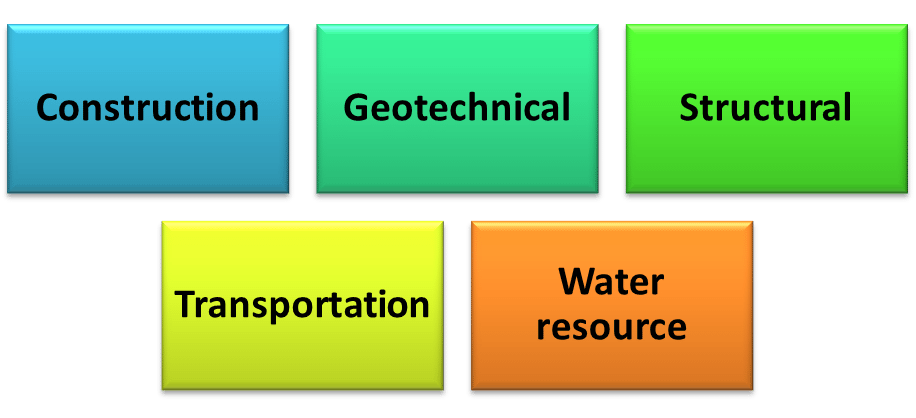 Construction
Geotechnical
Structural
Transportation
Water
resource